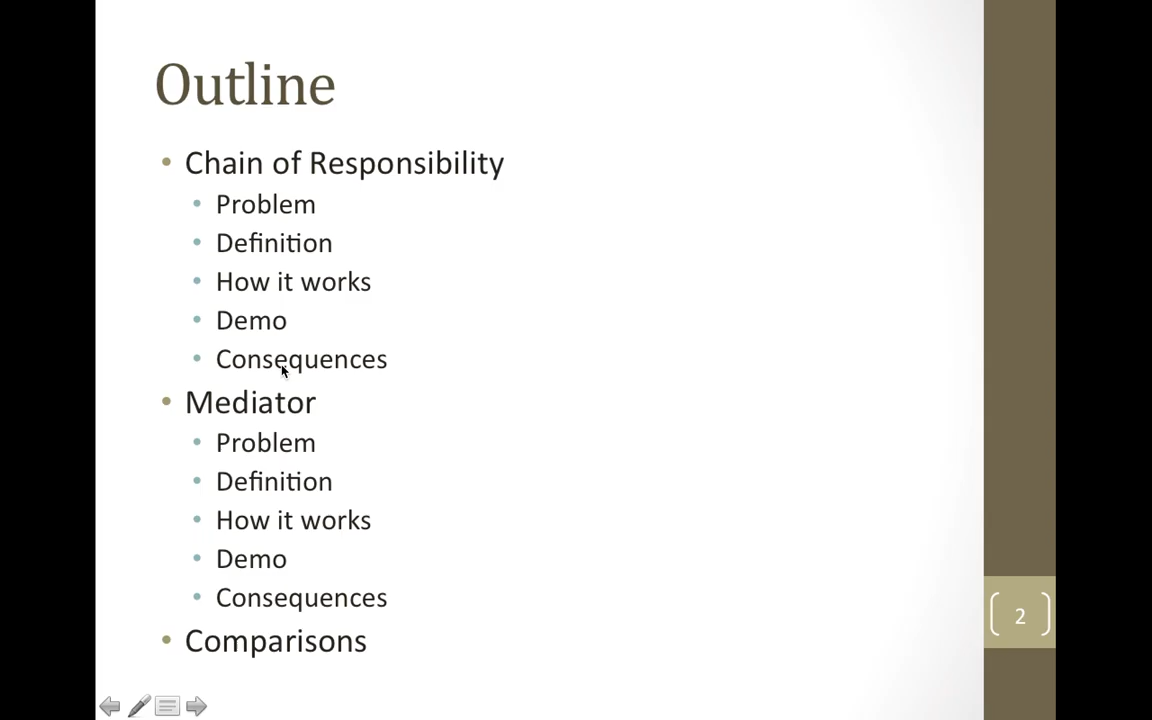 Outline
• Chain of Responsibility
• Problem
• Definition
• How it works
• Demo
• Consequences
• Mediator
• Problem
• Definition
• How it works
• Demo
• Consequences
• Comparisons
2